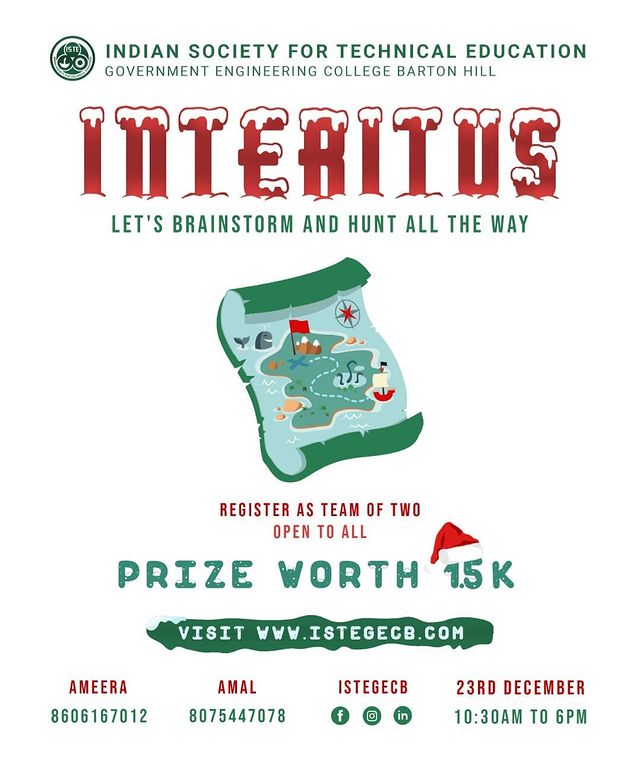 ISTE
INDIAN SOCIETY FOR TECHNICAL EDUCATION
GOVERNMENT ENGINEERING COLLEGE BARTON HILL
INTERITUS
LET'S BRAINSTORM AND HUNT ALL THE WAY
REGISTER AS TEAM OF TWO
OPEN TO ALL
PRIZE WORTH 1.5K
VISIT WWW.ISTEGECB.COM
AMEERA
8606167012
AMAL
8075447078
ISTEGECB
23RD DECEMBER
10:30AM TO 6PM